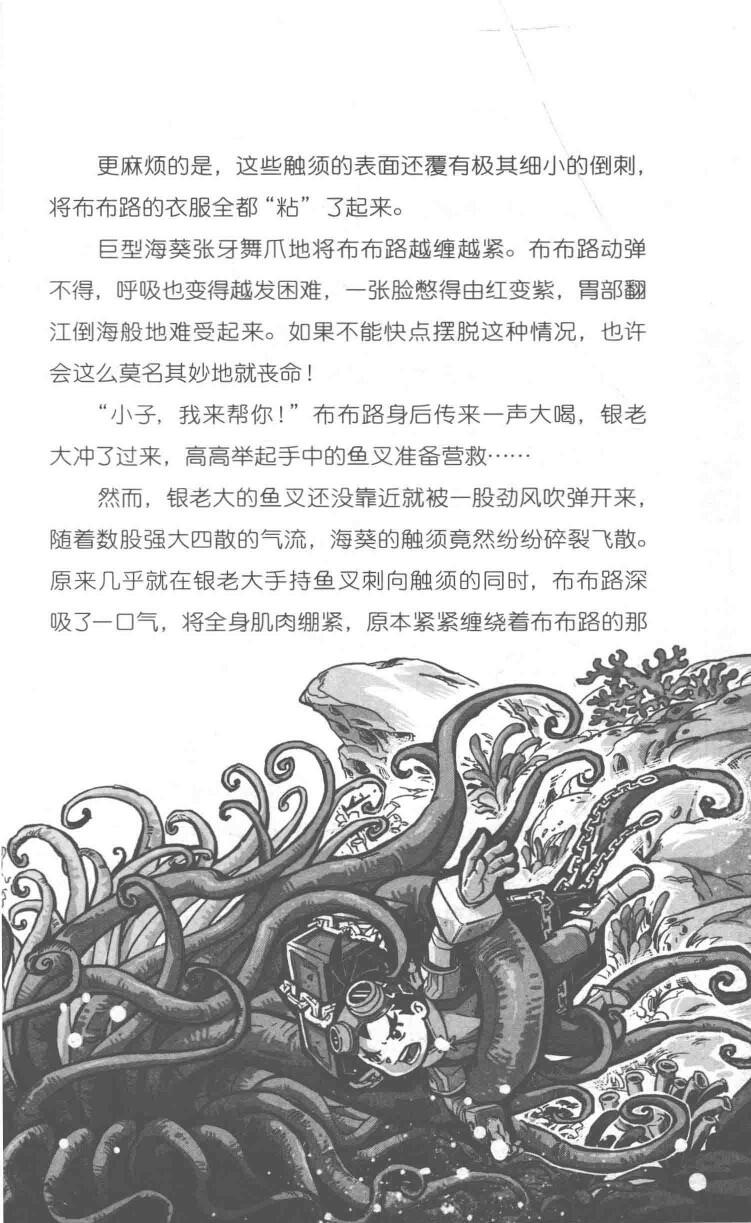 更麻烦的是，这些触须的表面还覆有极其细小的倒刺，
将布布路的衣服全都“粘”了起来。
巨型海葵张牙舞爪地将布布路越缠越紧。布布路动弹
不得，呼吸也变得越发困难，一张脸憋得由红变紫，胃部翻
江倒海般地难受起来。如果不能快点摆脱这种情况，也许
会这么莫名其妙地就丧命！
“小子，我来帮你！”布布路身后传来一声大喝，银老
大冲了过来，高高举起手中的鱼叉准备营救……
然而，银老大的鱼叉还没靠近就被一股劲风吹弹开来，
随着数股强大四散的气流，海葵的触须竟然纷纷碎裂飞散。
原来几乎就在银老大手持鱼叉刺向触须的同时，布布路深
吸了一口气，将全身肌肉绷紧，原本紧紧缠绕着布布路的那